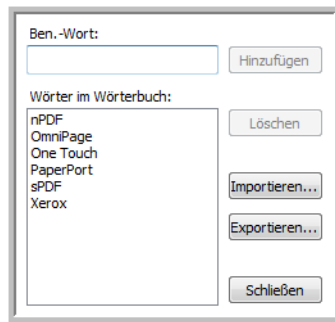 Ben.-Wort:
Hinzufügen
Wörter im Wörterbuch:
nPDF
OmniPage
One Touch
PaperPort
sPDF
Xerox
Löschen
Importieren...
Exportieren...
Schließen